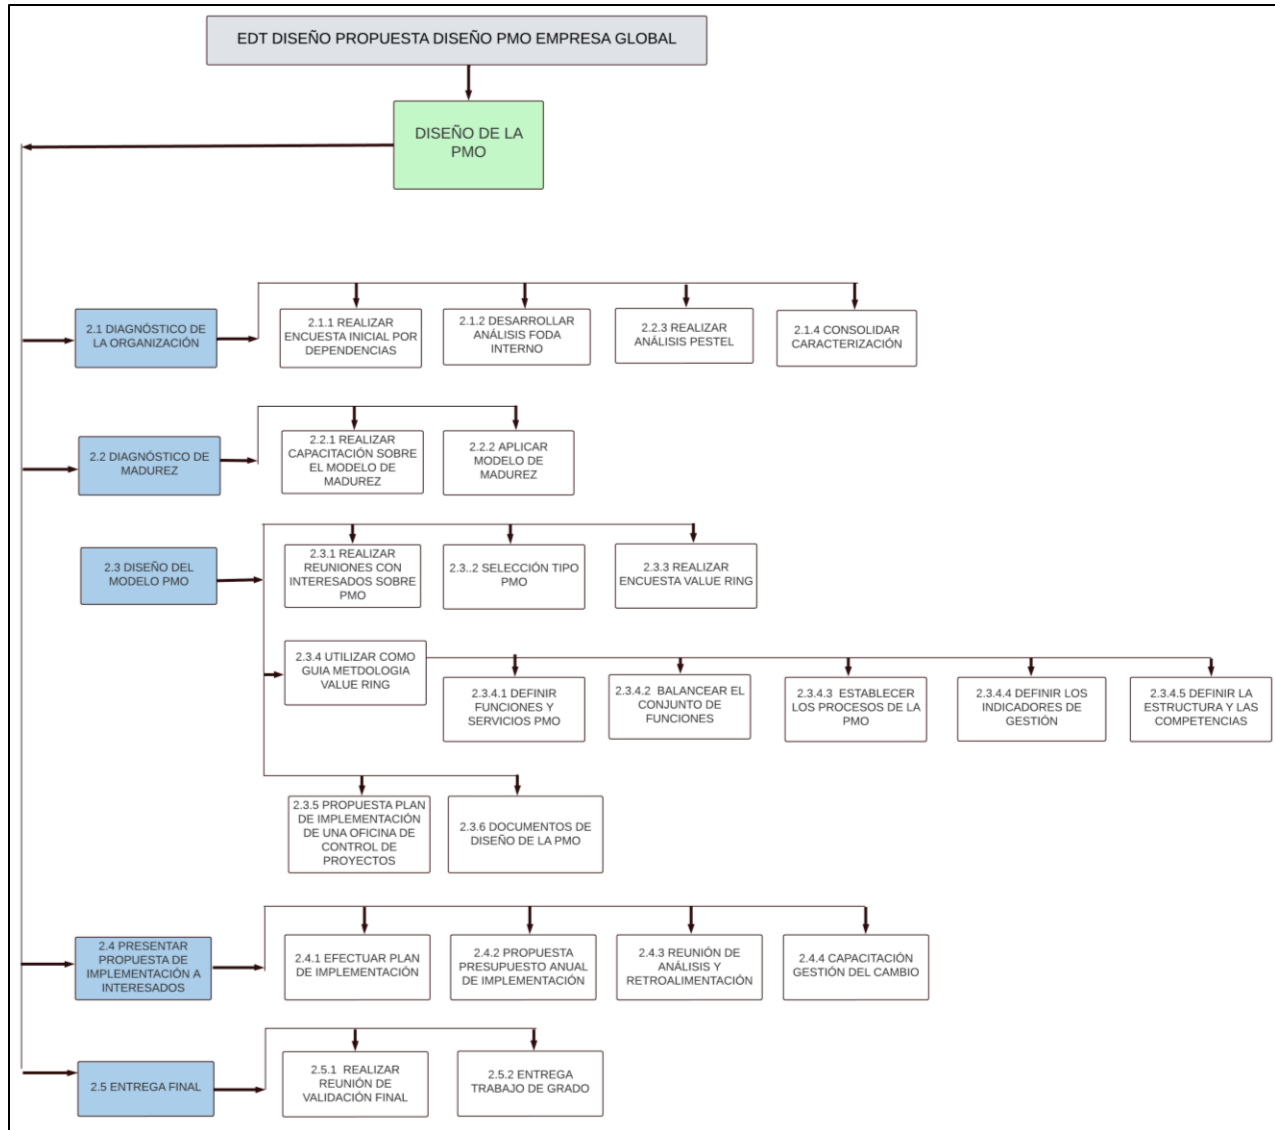 EDT DISEÑO PROPUESTA DISEÑO PMO EMPRESA GLOBAL
DISEÑO DE LA
PMO
2.1 DIAGNÓSTICO DE
LA ORGANIZACIÓN
2.1.1 REALIZAR
ENCUESTA INICIAL POR
DEPENDENCIAS
2.1.2 DESARROLLAR
ANÁLISIS FODA
INTERNO
2.2.3 REALIZAR
ANÁLISIS PESTEL
2.1.4 CONSOLIDAR
CARACTERIZACIÓN
2.2 DIAGNÓSTICO DE
MADUREZ
2.2.1 REALIZAR
CAPACITACIÓN SOBRE
EL MODELO DE
MADUREZ
2.2.2 APLICAR
MODELO DE
MADUREZ
2.3 DISEÑO DEL
MODELO PMO
2.3.1 REALIZAR
REUNIONES CON
INTERESADOS SOBRE
PMO
2.3..2 SELECCIÓN TIPO
PMO
2.3.3 REALIZAR
ENCUESTA VALUE RING
2.3.4 UTILIZAR COMO
GUIA METDOLOGIA
VALUE RING
2.3.4.1 DEFINIR
FUNCIONES Y
SERVICIOS PMO
2.3.4.2 BALANCEAR EL
CONJUNTO DE
FUNCIONES
2.3.4.3 ESTABLECER
LOS PROCESOS DE LA
PMO
2.3.4.4 DEFINIR LOS
INDICADORES DE
GESTIÓN
2.3.4.5 DEFINIR LA
ESTRUCTURA Y LAS
COMPETENCIAS
2.3.5 PROPUESTA PLAN
DE IMPLEMENTACIÓN
DE UNA OFICINA DE
CONTROL DE
PROYECTOS
2.3.6 DOCUMENTOS DE
DISEÑO DE LA PMO
2.4 PRESENTAR
PROPUESTA DE
IMPLEMENTACIÓN A
INTERESADOS
2.4.1 EFECTUAR PLAN
DE IMPLEMENTACIÓN
2.4.2 PROPUESTA
PRESUPUESTO ANUAL
DE IMPLEMENTACIÓN
2.4.3 REUNIÓN DE
ANÁLISIS Y
RETROALIMENTACIÓN
2.4.4 CAPACITACIÓN
GESTIÓN DEL CAMBIO
2.5 ENTREGA FINAL
2.5.1 REALIZAR
REUNIÓN DE
VALIDACIÓN FINAL
2.5.2 ENTREGA
TRABAJO DE GRADO